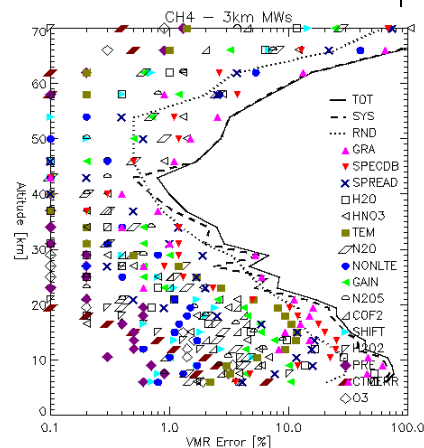 CH4 - 3km MWs
70
60
50
40
30
20
10
0
Altitude [km]
0.1
1.0
10.0
100.0
VMR Error [%]
TOT
SYS
RND
GRA
SPECDB
SPREAD
H2O
HNO3
TEM
N2O
NONLTE
GAIN
N2O5
COF2
SHIFT
H2O2
PRE
CTMERR
O3